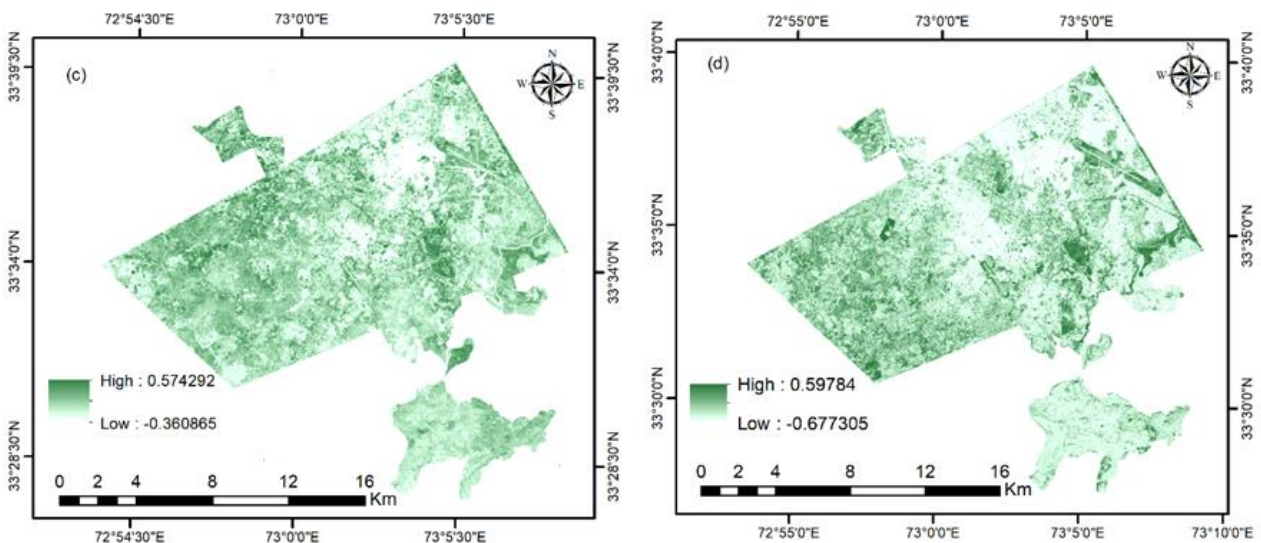 72°54'30"E 73°0'0"E 73°5'30"E
(c)
N
W E
S
33°39'30"N
33°39'30"N
33°34'0"N
33°34'0"N
High : 0.574292
Low : -0.360865
33°28'30"N
33°28'30"N
0 2 4 8 12 16
Km
72°54'30"E 73°0'0"E 73°5'30"E
72°55'0"E 73°0'0"E 73°5'0"E
(d)
N
W E
S
33°40'0"N
33°40'0"N
33°35'0"N
33°35'0"N
High : 0.59784
Low : -0.677305
33°30'0"N
33°30'0"N
0 2 4 8 12 16
Km
72°55'0"E 73°0'0"E 73°5'0"E 73°10'0"E